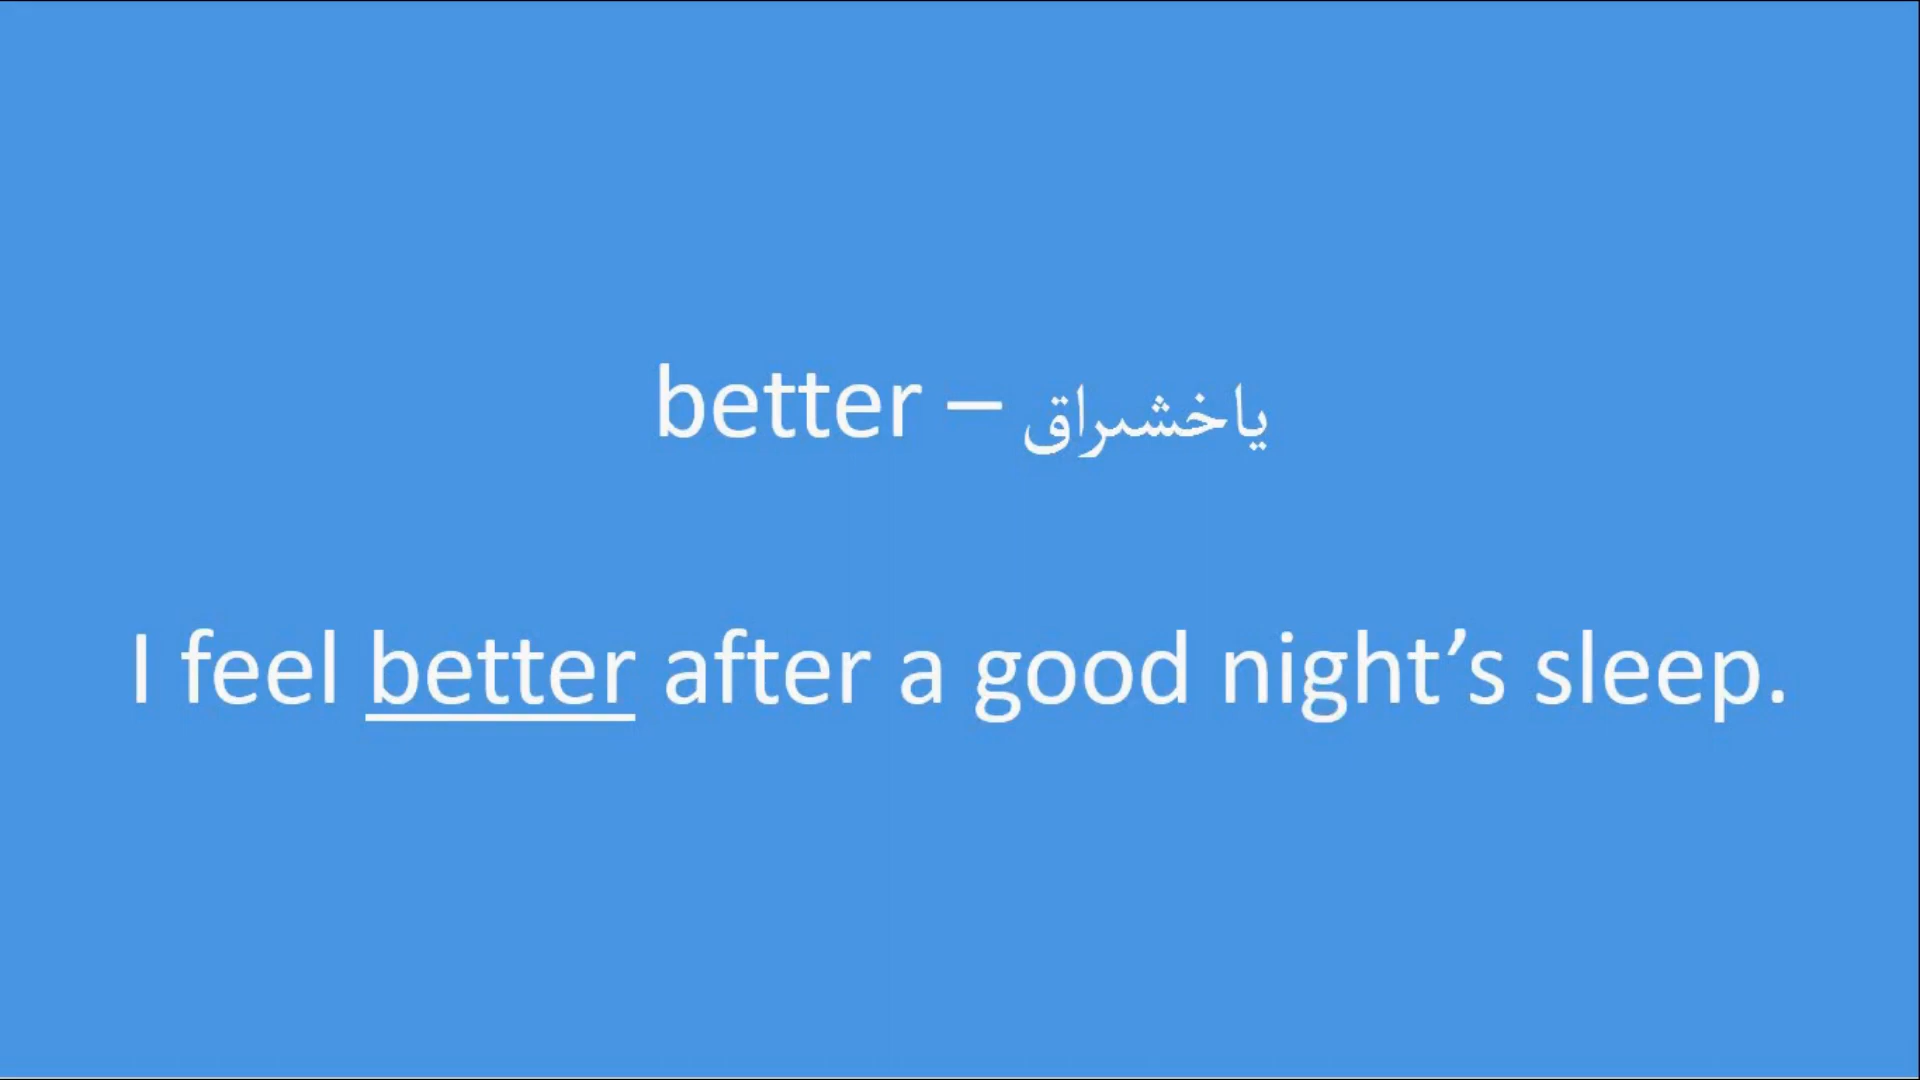 better – ياخشىراق
I feel better after a good night’s sleep.